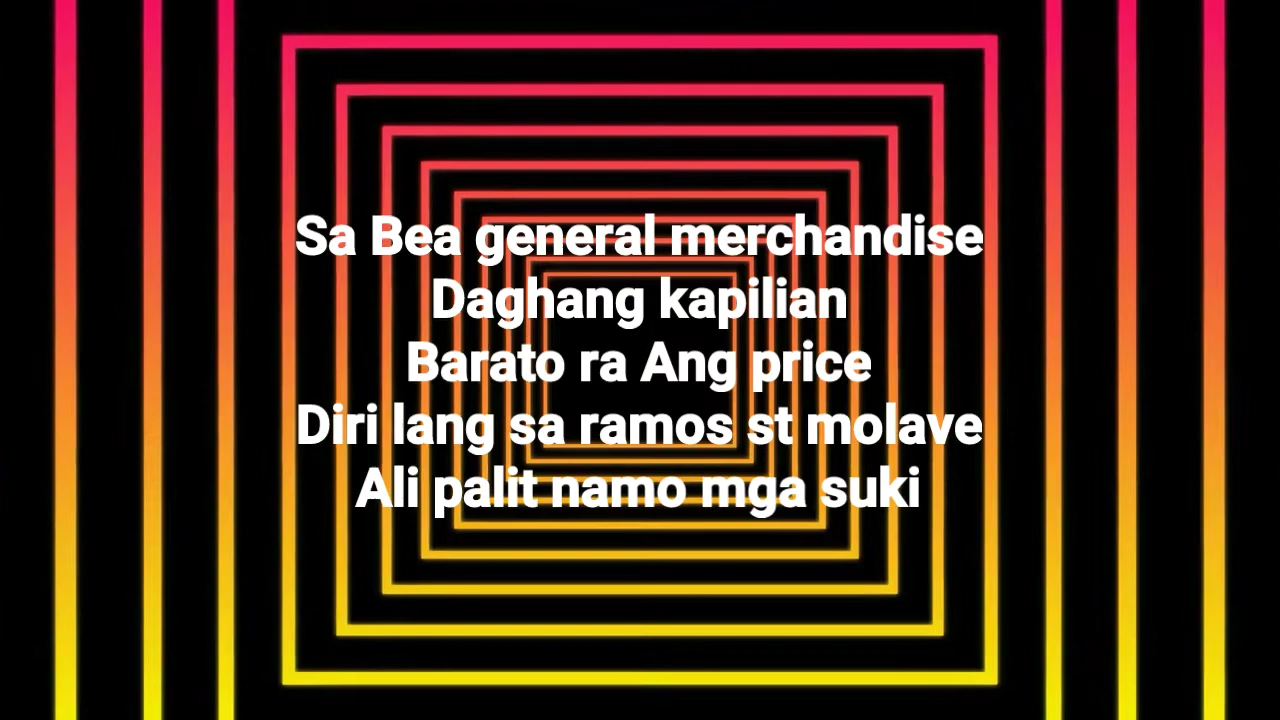 Sa Bea general merchandise
Daghang kapilian
Barato ra Ang price
Diri lang sa ramos st molave
Ali palit namo mga suki